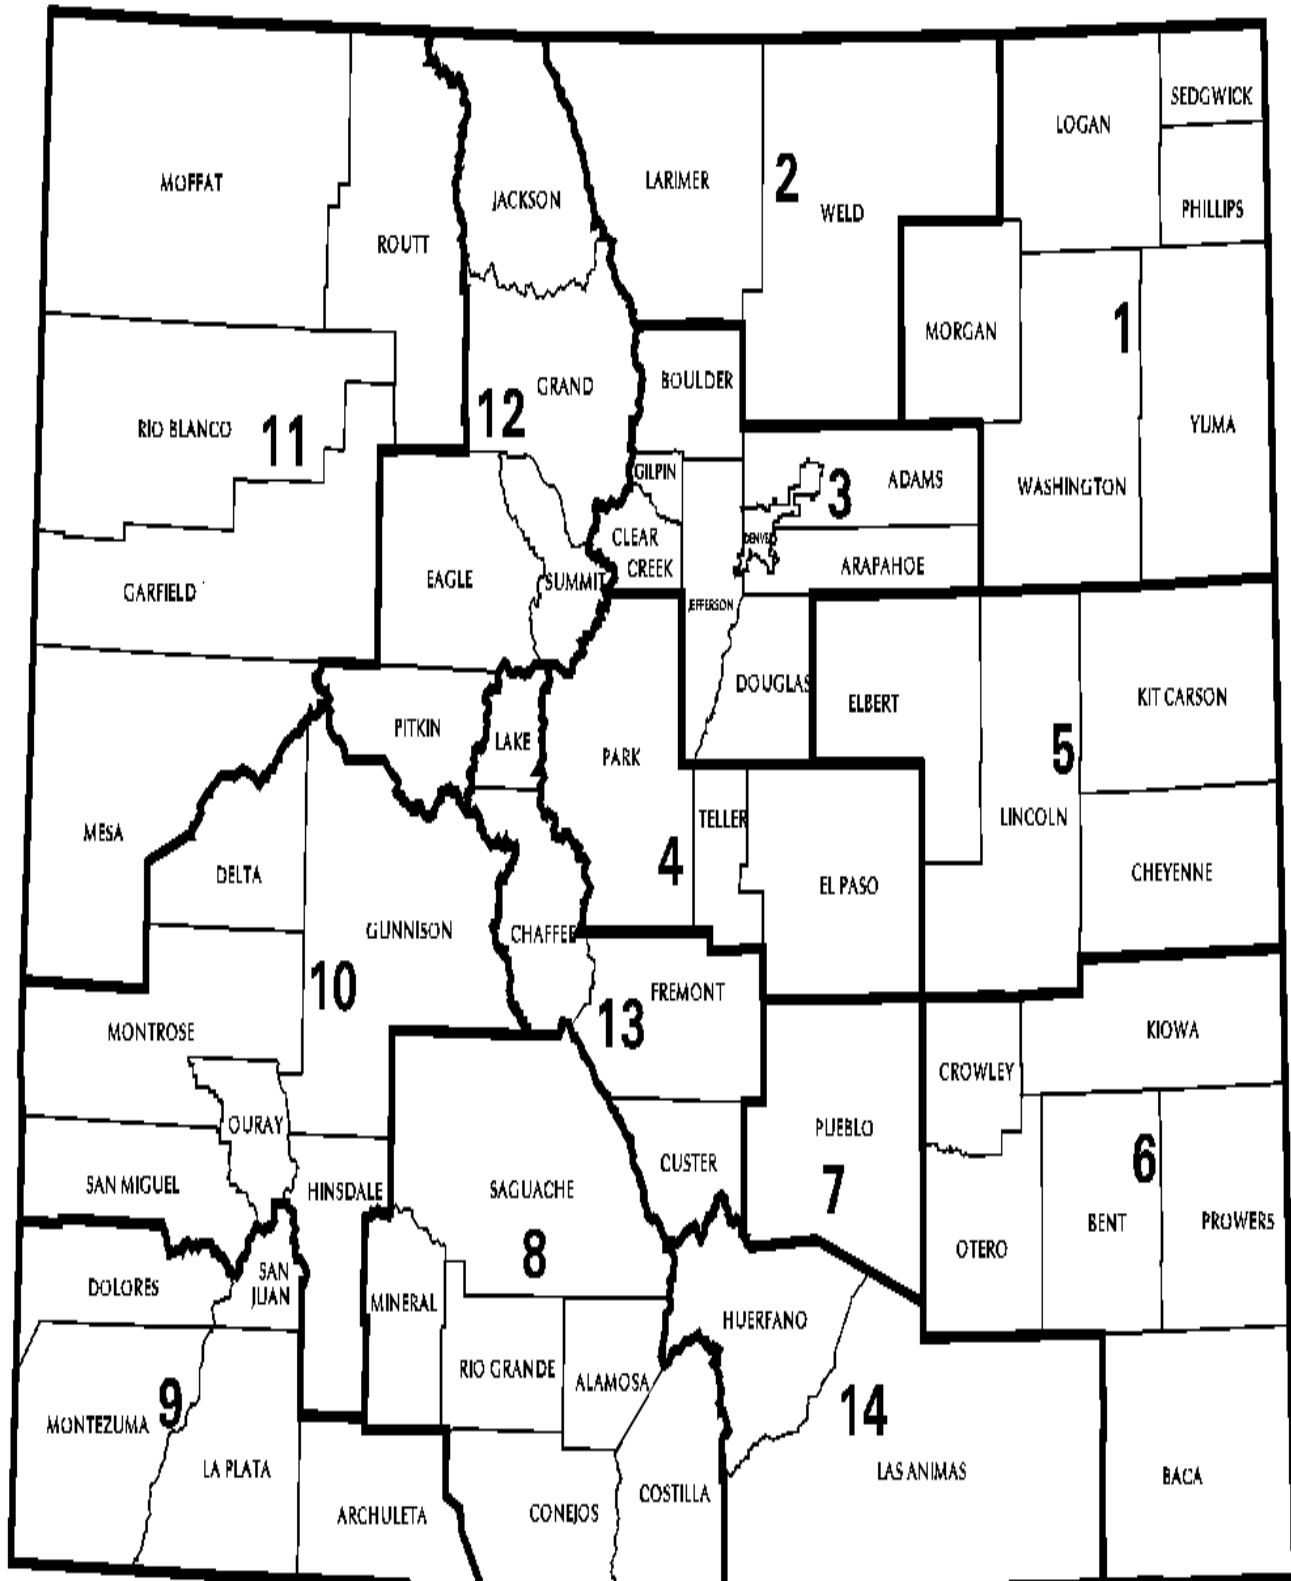 SEDGWICK
LOGAN
MOFFAT
LARIMER
2
JACKSON
WELD
PHILLIPS
ROUTT
MORGAN
1
BOULDER
GRAND
12
RIO BLANCO
11
YUMA
GILPIN
3
ADAMS
WASHINGTON
CLEAR
CREEK
DENVER
ARAPAHOE
EAGLE
SUMMIT
GARFIELD
JEFFERSON
DOUGLAS
ELBERT
KIT CARSON
PITKIN
LAKE
PARK
5
MESA
TELLER
LINCOLN
4
DELTA
EL PASO
CHEYENNE
GUNNISON
CHAFFEE
10
FREMONT
13
MONTROSE
KIOWA
CROWLEY
OURAY
PUEBLO
SAN MIGUEL
HINSDALE
SAGUACHE
CUSTER
7
6
BENT
PROWERS
OTERO
8
DOLORES
SAN
JUAN
MINERAL
HUERFANO
RIO GRANDE
ALAMOSA
MONTEZUMA
9
14
LA PLATA
LAS ANIMAS
BACA
COSTILLA
ARCHULETA
CONEJOS